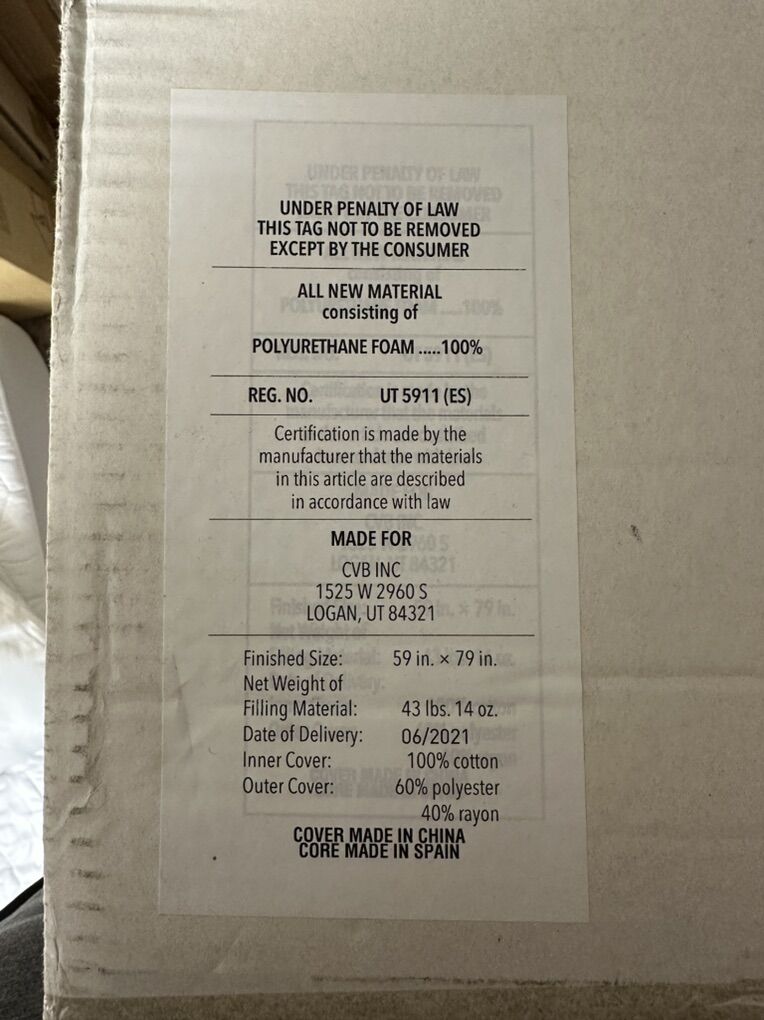 UNDER PENALTY OF LAW
THIS TAG NOT TO BE REMOVED
EXCEPT BY THE CONSUMER
ALL NEW MATERIAL
consisting of
POLYURETHANE FOAM .....100%
REG. NO. UT 5911 (ES)
Certification is made by the
manufacturer that the materials
in this article are described
in accordance with law
MADE FOR
CVB INC
1525 W 2960 S
LOGAN, UT 84321
Finished Size: 59 in. × 79 in.
Net Weight of
Filling Material: 43 lbs. 14 oz.
Date of Delivery: 06/2021
Inner Cover: 100% cotton
Outer Cover: 60% polyester
40% rayon
COVER MADE IN CHINA
CORE MADE IN SPAIN